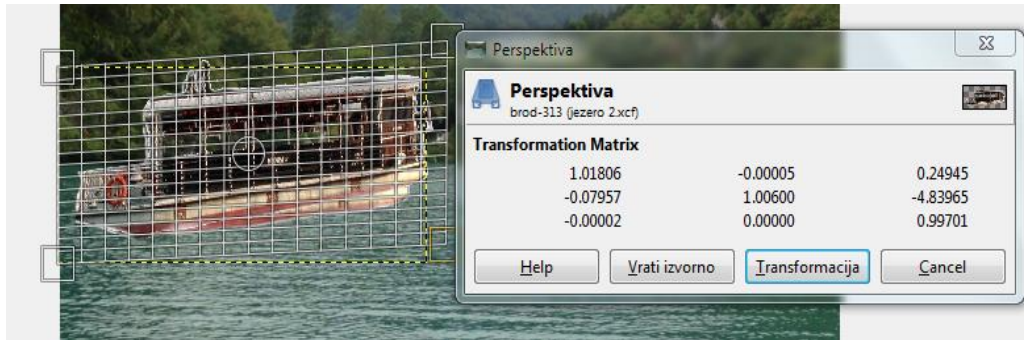 Perspektiva
Perspektiva
brod-313 (jezero 2.xcf)
Transformation Matrix
1.01806 -0.00005 0.24945
-0.07957 1.00600 -4.83965
-0.00002 0.00000 0.99701
Help Vrati izvorno Transformacija Cancel